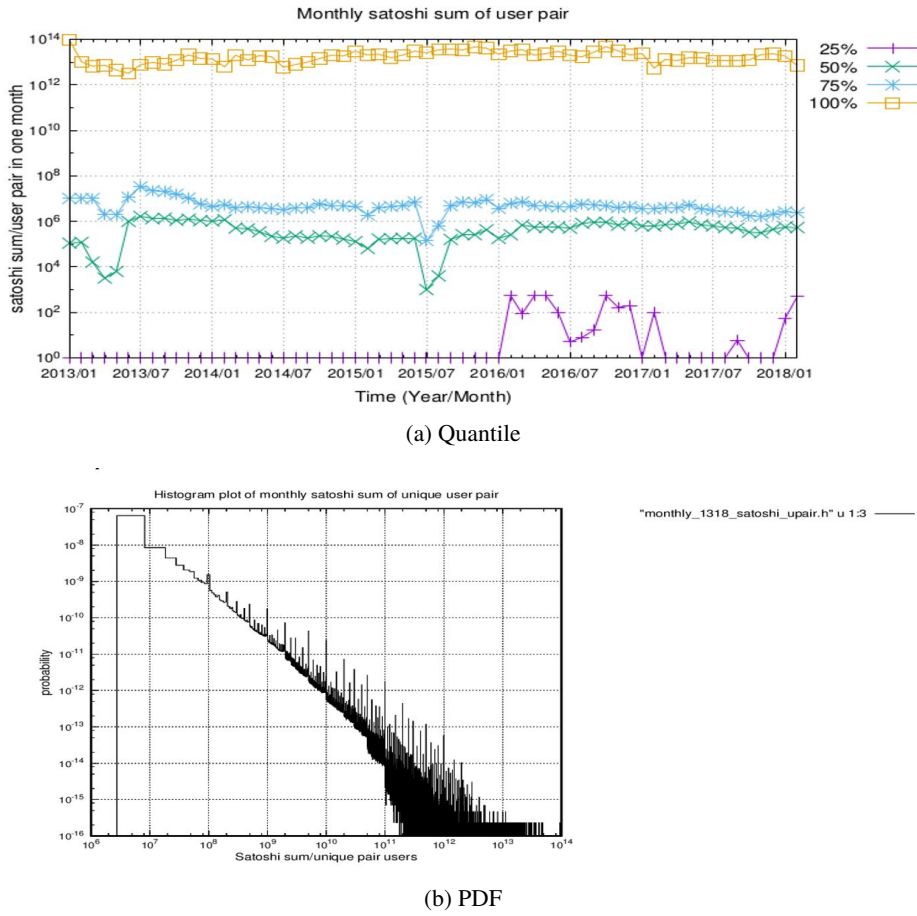 Monthly satoshi sum of user pair
satoshi sum/user pair in one month
10^14
10^12
10^10
10^8
10^6
10^4
10^2
10^0
2013/01 2013/07 2014/01 2014/07 2015/01 2015/07 2016/01 2016/07 2017/01 2017/07 2018/01
Time (Year/Month)
25%
50%
75%
100%
(a) Quantile
Histogram plot of monthly satoshi sum of unique user pair
"monthly_1318_satoshi_upair.h" u 1:3
probability
10^-7
10^-8
10^-9
10^-10
10^-11
10^-12
10^-13
10^-14
10^-15
10^-16
10^6 10^7 10^8 10^9 10^10 10^11 10^12 10^13 10^14
Satoshi sum/unique pair users
(b) PDF